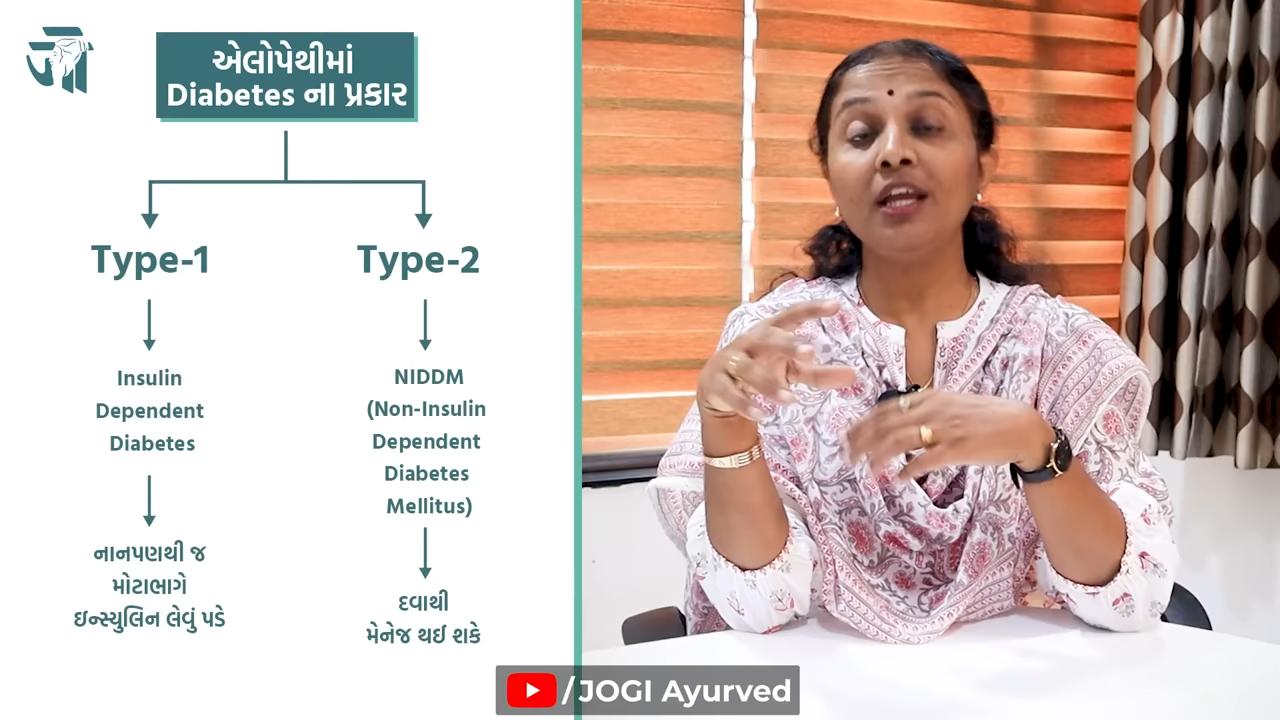 એલોપેથીમાં
Diabetes ના પ્રકાર
Type-1
Insulin
Dependent
Diabetes
નાનપણથી જ
મોટાભાગે
ઇન્સ્યુલિન લેવું પડે
Type-2
NIDDM
(Non-Insulin
Dependent
Diabetes
Mellitus)
દવાથી
મેનેજ થઈ શકે
/JOGI Ayurved